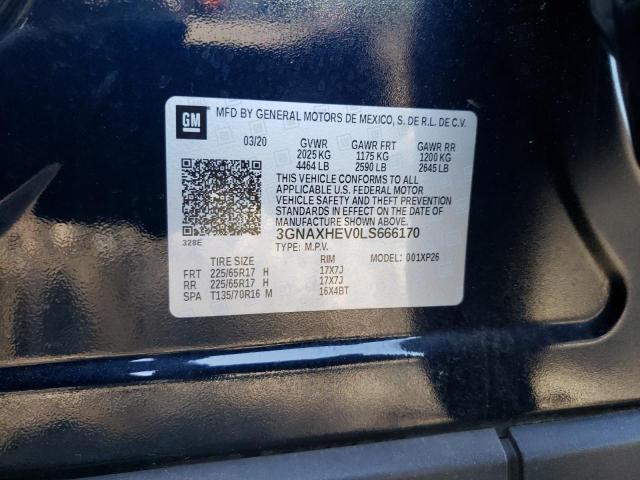 GM
MFD BY GENERAL MOTORS DE MEXICO, S. DE R.L. DE C.V.
03/20 GVWR GAWR FRT GAWR RR
2025 KG 1175 KG 1200 KG
4464 LB 2590 LB 2645 LB
THIS VEHICLE CONFORMS TO ALL
APPLICABLE U.S. FEDERAL MOTOR
VEHICLE SAFETY AND THEFT PREVENTION
STANDARDS IN EFFECT ON THE DATE OF
MANUFACTURE SHOWN ABOVE.
3GNAXHEV0LS666170
328E
TYPE: M.P.V. MODEL: 001XP26
TIRE SIZE RIM
FRT 225/65R17 H 17X7J
RR 225/65R17 H 17X7J
SPA T135/70R16 M 16X4BT